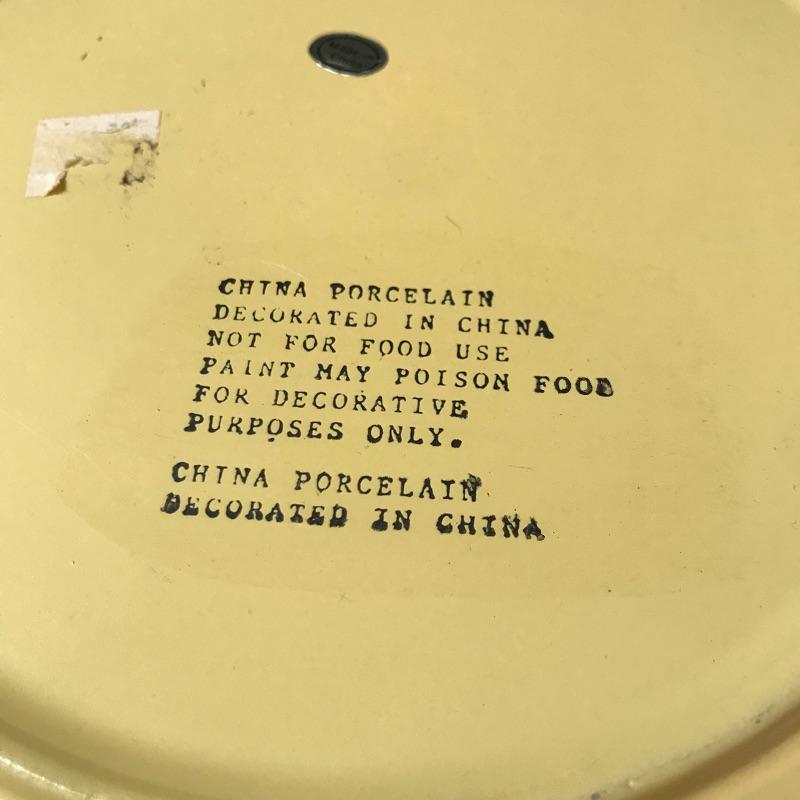 CHINA PORCELAIN
DECORATED IN CHINA
NOT FOR FOOD USE
PAINT MAY POISON FOOD
FOR DECORATIVE
PURPOSES ONLY.
CHINA PORCELAIN
DECORATED IN CHINA